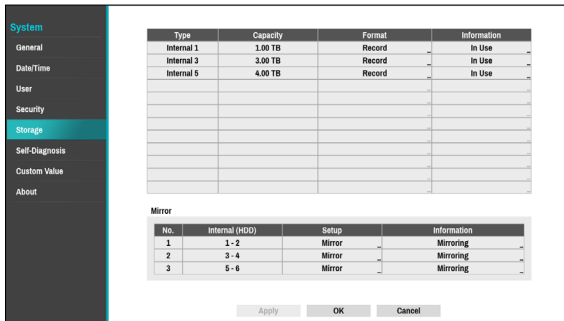 System
General
Date/Time
User
Security
Storage
Self-Diagnosis
Custom Value
About
Type Capacity Format Information
Internal 1 1.00 TB Record ... In Use ...
Internal 3 3.00 TB Record ... In Use ...
Internal 5 4.00 TB Record ... In Use ...
Mirror
No. Internal (HDD) Setup Information
1 1 - 2 Mirror ... Mirroring ...
2 3 - 4 Mirror ... Mirroring ...
3 5 - 6 Mirror ... Mirroring ...
Apply OK Cancel